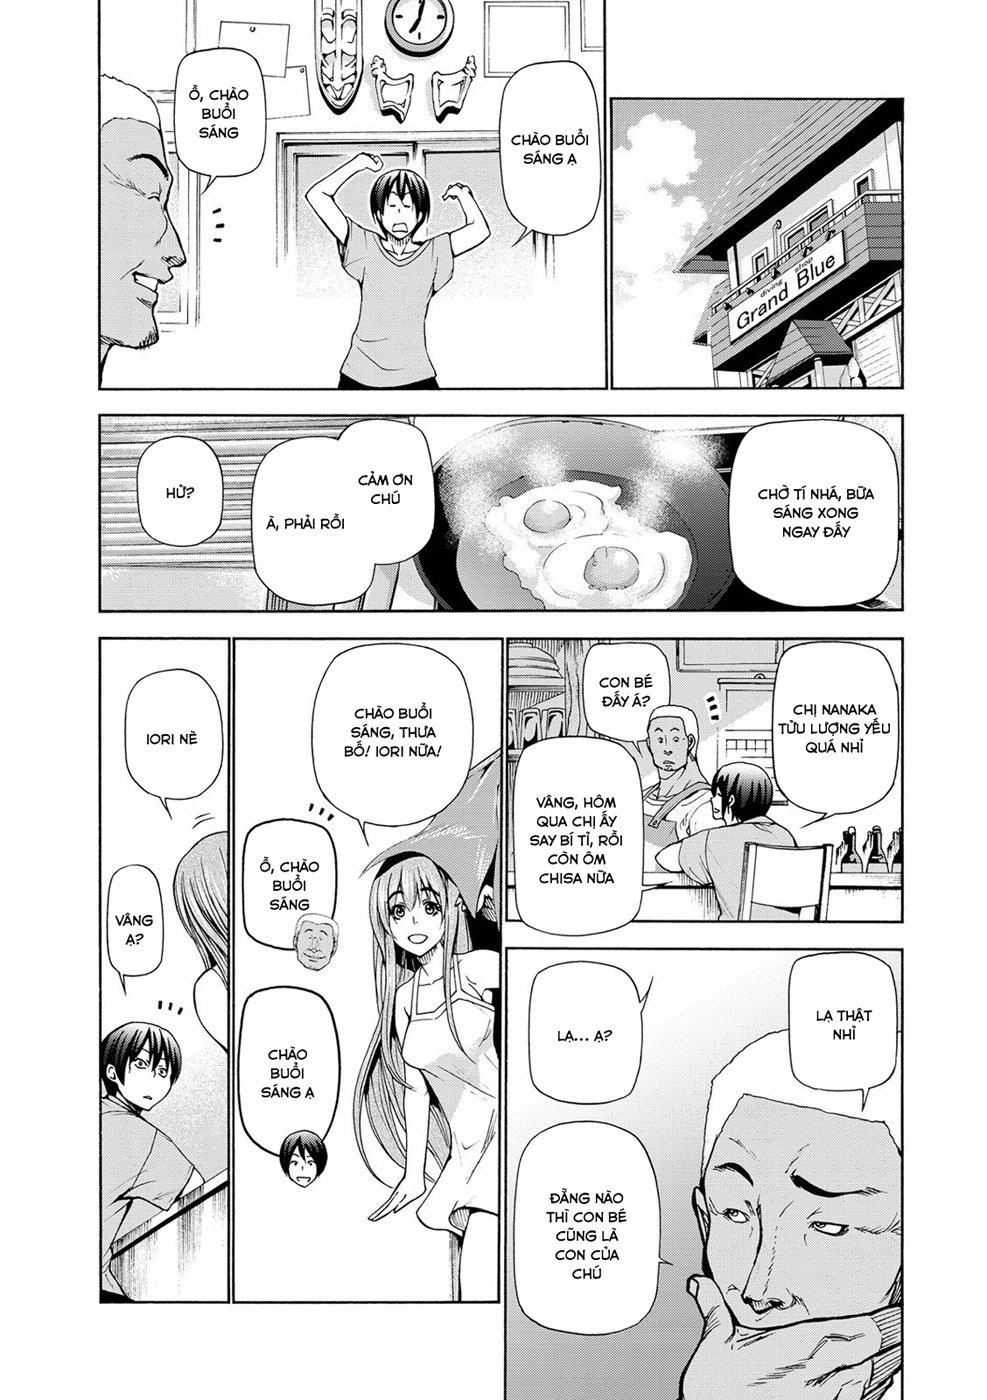 diving shop
Grand Blue
CHÀO BUỔI
SÁNG Ạ
Ồ, CHÀO
BUỔI
SÁNG
CHỜ TÍ NHÁ, BỮA
SÁNG XONG
NGAY ĐẤY
CẢM ƠN
CHÚ
À, PHẢI RỒI
HỬ?
CHỊ NANAKA
TỬU LƯỢNG YẾU
QUÁ NHỈ
CON BÉ
ĐẤY Á?
VÂNG, HÔM
QUA CHỊ ẤY
SAY BÍ TỈ, RỒI
CÒN ÔM
CHISA NỮA
LẠ THẬT
NHỈ
LẠ... Ạ?
ĐẰNG NÀO
THÌ CON BÉ
CŨNG LÀ
CON CỦA
CHÚ
CHÀO BUỔI
SÁNG, THƯA
BỐ! IORI NỮA!
Ồ, CHÀO
BUỔI
SÁNG
CHÀO
BUỔI
SÁNG Ạ
IORI NÈ
VÂNG
Ạ?